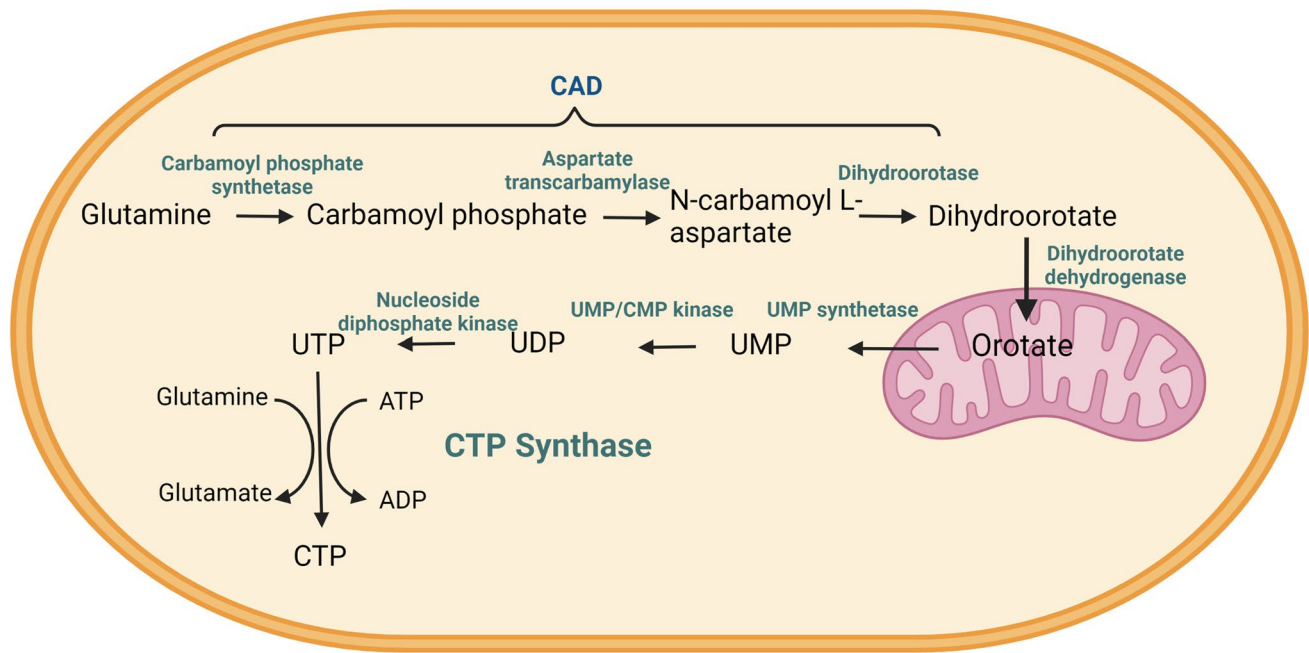 CAD
Carbamoyl phosphate
synthetase
Aspartate
transcarbamylase
Dihydroorotase
Glutamine
Carbamoyl phosphate
N-carbamoyl L-
aspartate
Dihydroorotate
Dihydroorotate
dehydrogenase
Orotate
UMP synthetase
UMP
UMP/CMP kinase
UDP
Nucleoside
diphosphate kinase
UTP
Glutamine
ATP
CTP Synthase
Glutamate
ADP
CTP